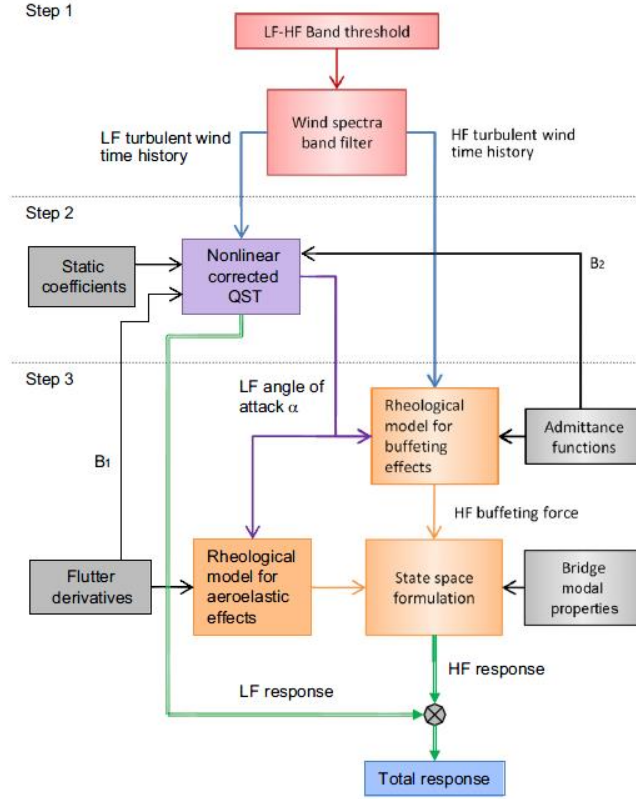 Step 1
LF-HF Band threshold
LF turbulent wind
time history
Wind spectra
band filter
HF turbulent wind
time history
Step 2
Static
coefficients
Nonlinear
corrected
QST
B2
Step 3
LF angle of
attack α
Rheological
model for
buffeting
effects
Admittance
functions
B1
HF buffeting force
Flutter
derivatives
Rheological
model for
aeroelastic
effects
State space
formulation
Bridge
modal
properties
HF response
LF response
Total response